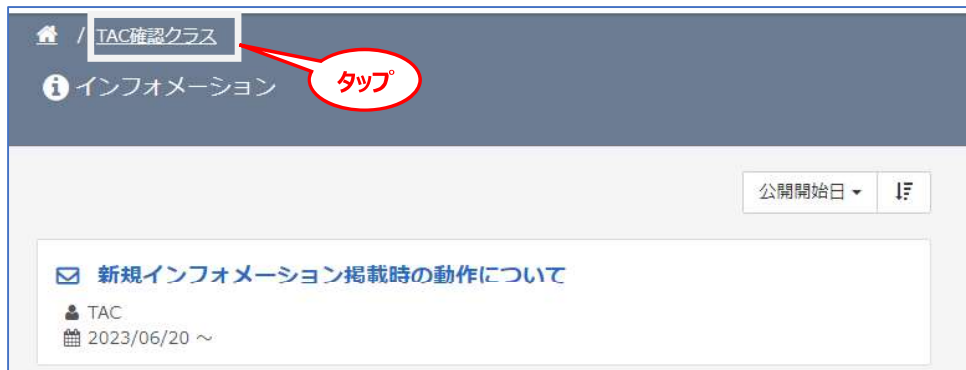 / TAC確認クラス
インフォメーション
タップ
公開開始日
新規インフォメーション掲載時の動作について
TAC
2023/06/20 ～